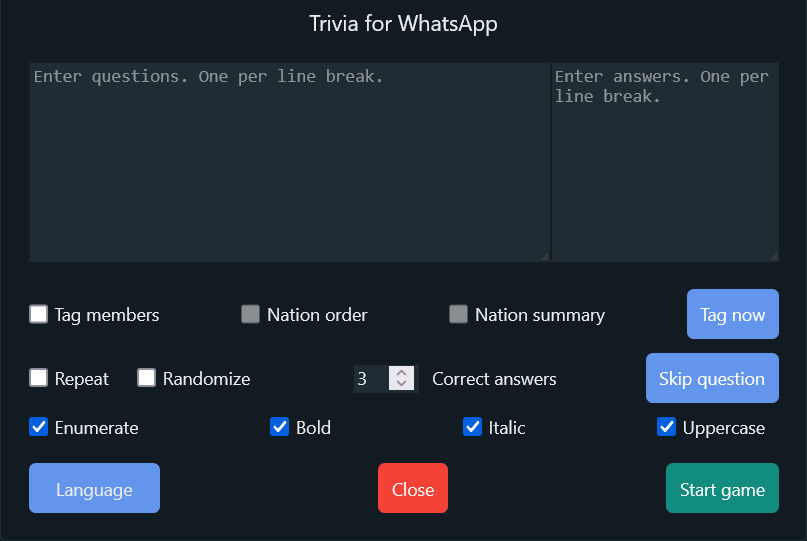 Trivia for WhatsApp
Enter questions. One per line break.
Enter answers. One per
line break.
Tag members
Nation order
Nation summary
Tag now
Repeat
Randomize
3
Correct answers
Skip question
Enumerate
Bold
Italic
Uppercase
Language
Close
Start game